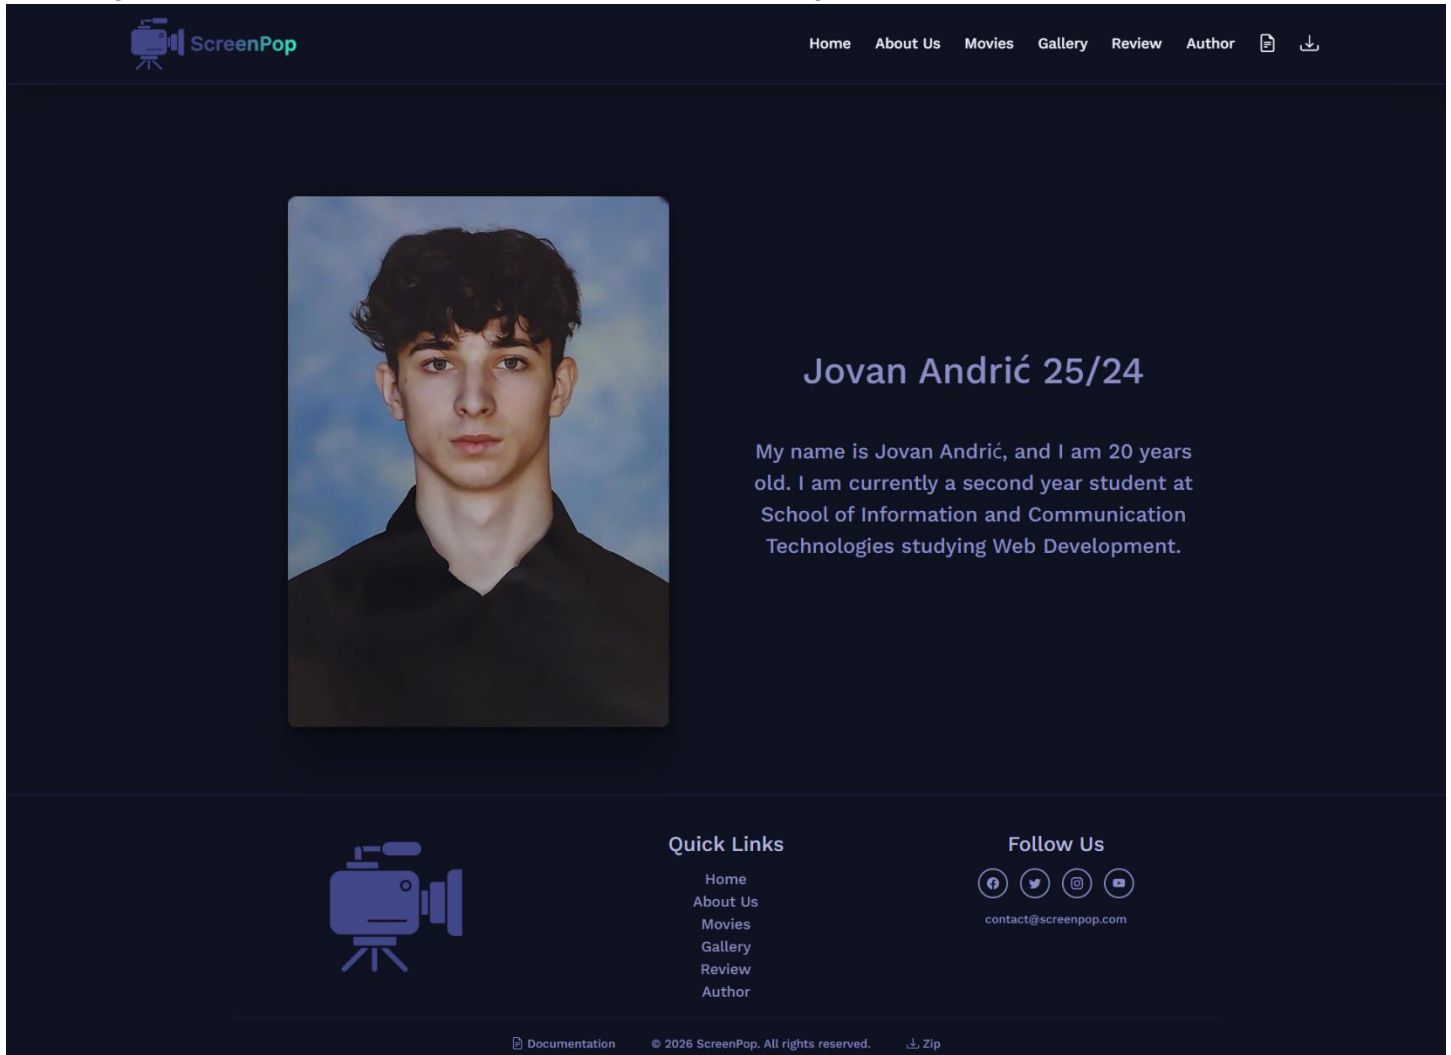 ScreenPop
Home About Us Movies Gallery Review Author
Jovan Andrić 25/24
My name is Jovan Andrić, and I am 20 years
old. I am currently a second year student at
School of Information and Communication
Technologies studying Web Development.
Quick Links
Home
About Us
Movies
Gallery
Review
Author
Follow Us
contact@screenpop.com
Documentation © 2026 ScreenPop. All rights reserved. Zip